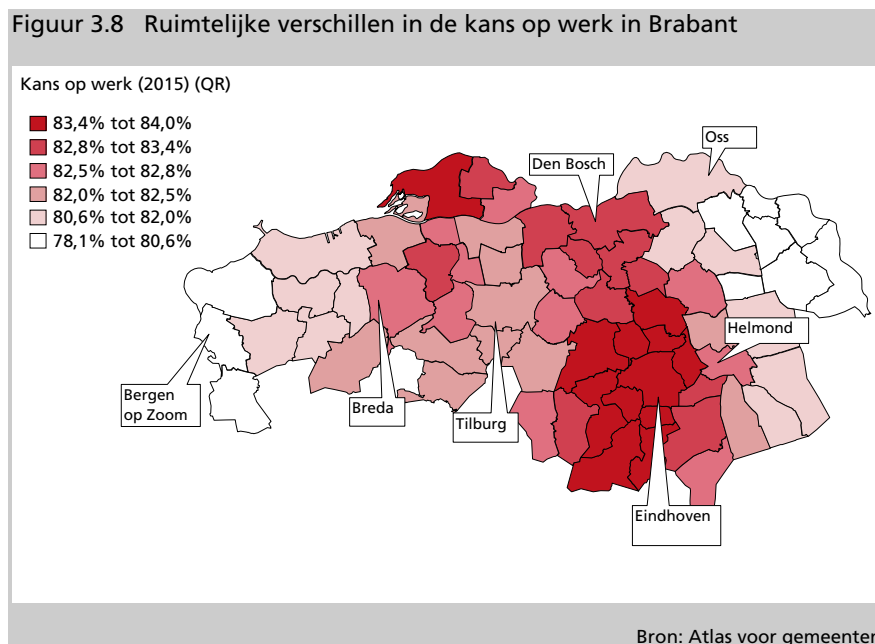 Figuur 3.8 Ruimtelijke verschillen in de kans op werk in Brabant
Kans op werk (2015) (QR)
83,4% tot 84,0%
82,8% tot 83,4%
82,5% tot 82,8%
82,0% tot 82,5%
80,6% tot 82,0%
78,1% tot 80,6%
Oss
Den Bosch
Helmond
Bergen
op Zoom
Breda
Tilburg
Eindhoven
Bron: Atlas voor gemeenten